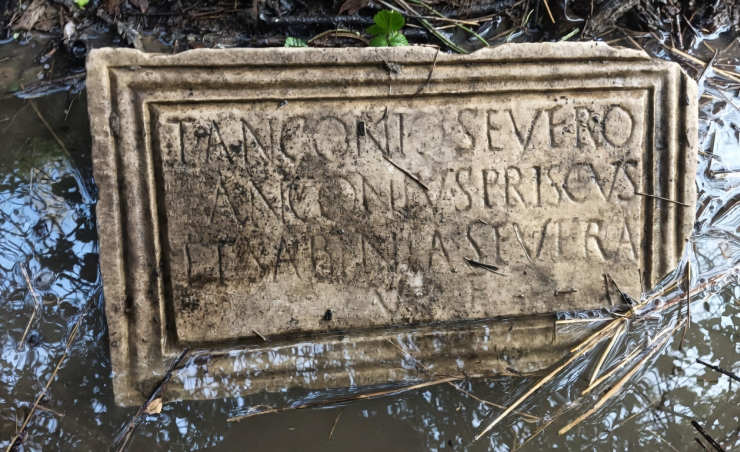 T·ANCONIO SEVERO
T·ANCONIVS·PRISCVS
ET·SABINIA·SEVERA
V · F ·